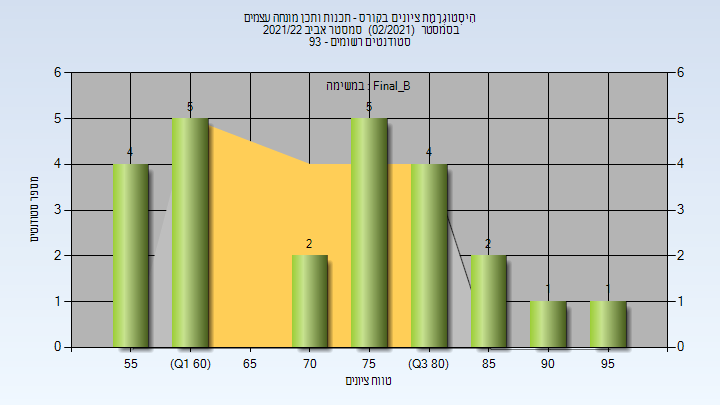 היסטוגרמת ציונים בקורס - תכנות ותכן מונחה עצמים
בסמסטר (02/2021) סמסטר אביב 2021/22
סטודנטים רשומים - 93
במשימה : Final_B
6 6
5 5
4 4
3 3
2 2
1 1
0 0
4 5 2 5 4 2 1 1
מספר סטודנטים
55 (Q1 60) 65 70 75 (Q3 80) 85 90 95
טווח ציונים